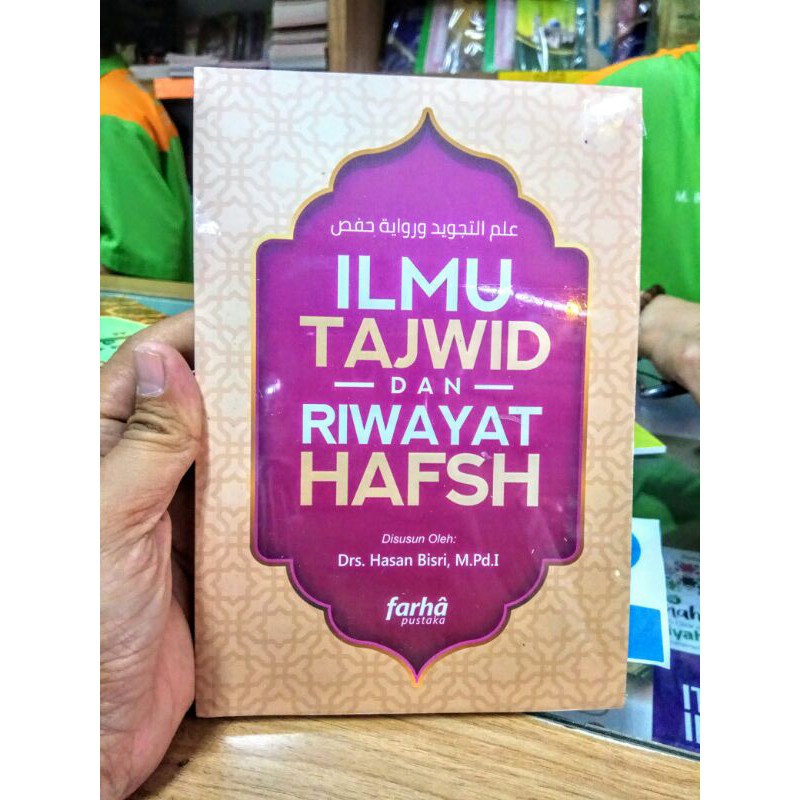 علم التجويد ورواية حفص
ILMU
TAJWID
DAN
RIWAYAT
HAFSH
Disusun Oleh:
Drs. Hasan Bisri, M.Pd.I
farhâ
pustaka